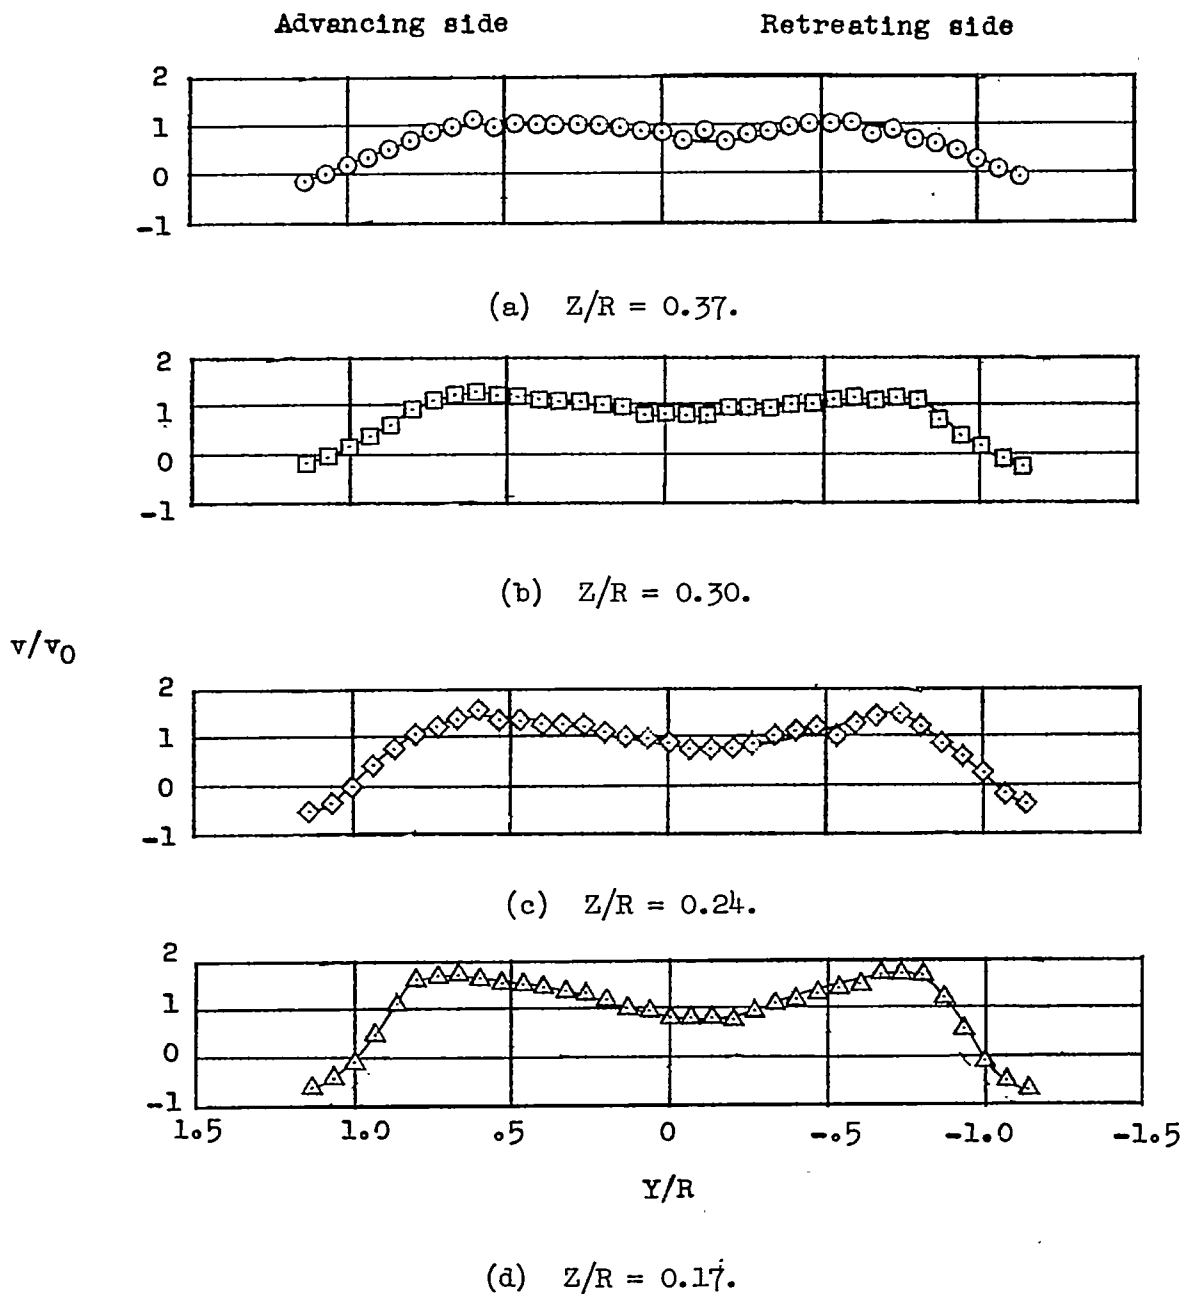 Advancing side Retreating side
2
1
0
-1
(a) Z/R = 0.37.
2
1
0
-1
(b) Z/R = 0.30.
v/v0
2
1
0
-1
(c) Z/R = 0.24.
2
1
0
-1
1.5 1.0 .5 0 -.5 -1.0 -1.5
Y/R
(d) Z/R = 0.17.